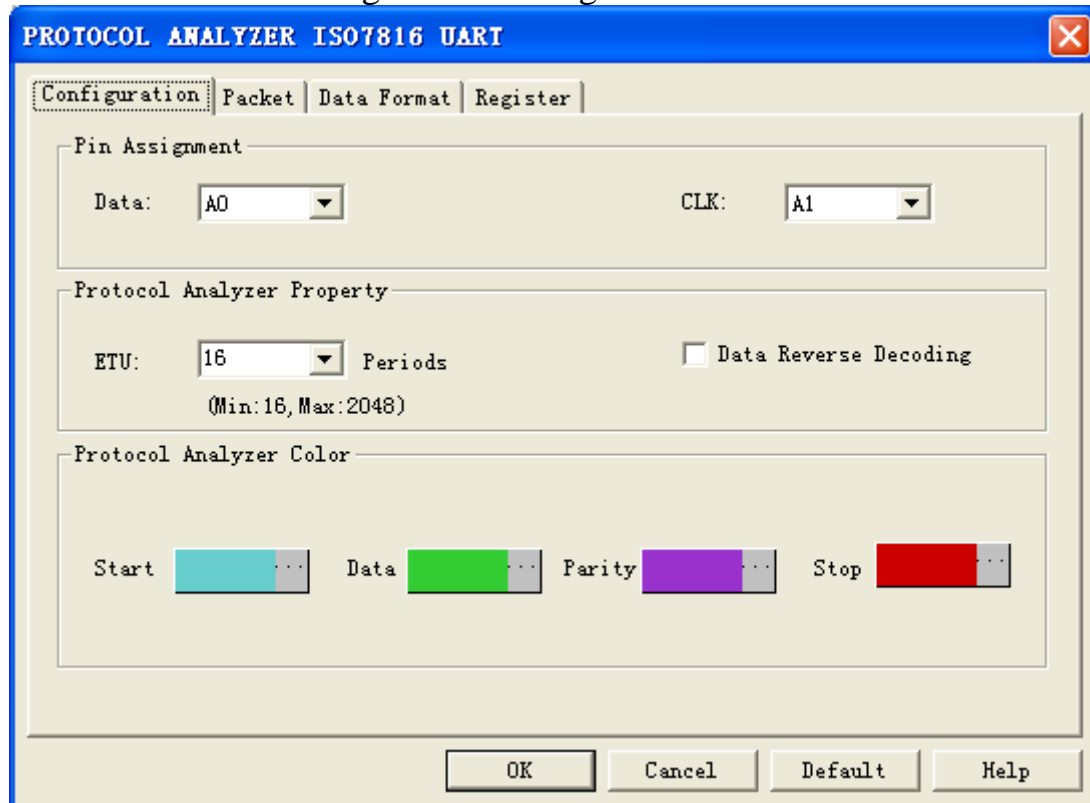 PROTOCOL ANALYZER ISO7816 UART
Configuration Packet Data Format Register
Pin Assignment
Data: A0 CLK: A1
Protocol Analyzer Property
ETU: 16 Periods Data Reverse Decoding
(Min:16,Max:2048)
Protocol Analyzer Color
Start ... Data ... Parity ... Stop ...
OK Cancel Default Help